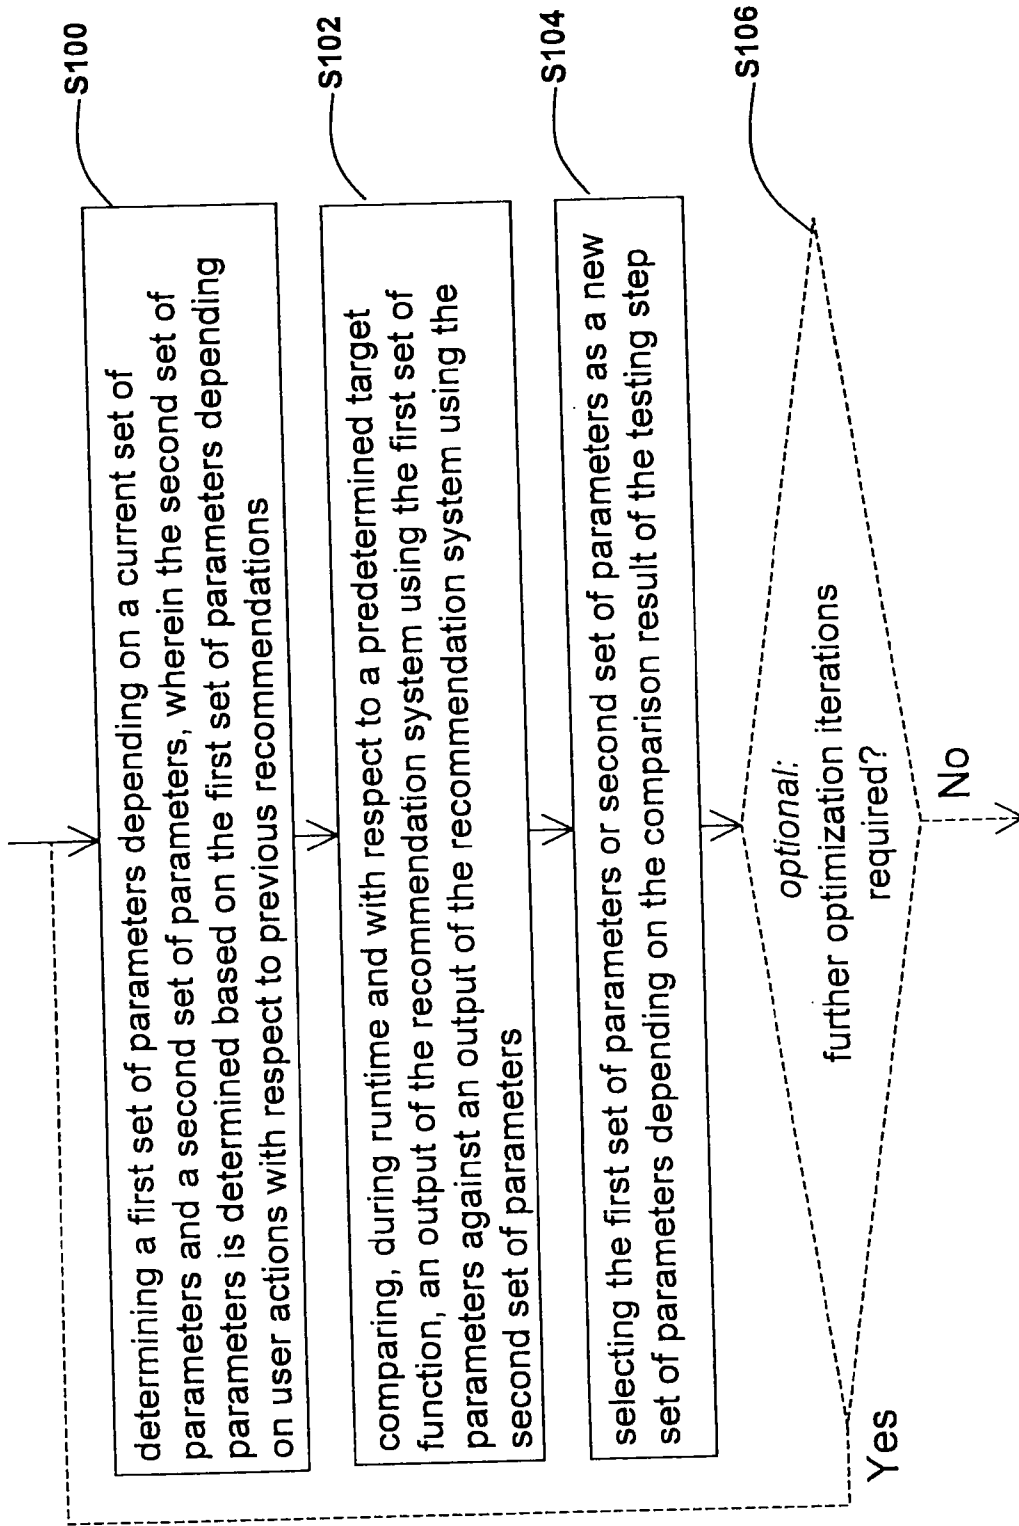 determining a first set of parameters depending on a current set of
parameters and a second set of parameters, wherein the second set of
parameters is determined based on the first set of parameters depending
on user actions with respect to previous recommendations
S100
comparing, during runtime and with respect to a predetermined target
function, an output of the recommendation system using the first set of
parameters against an output of the recommendation system using the
second set of parameters
S102
selecting the first set of parameters or second set of parameters as a new
set of parameters depending on the comparison result of the testing step
S104
optional:
further optimization iterations
required?
S106
Yes
No